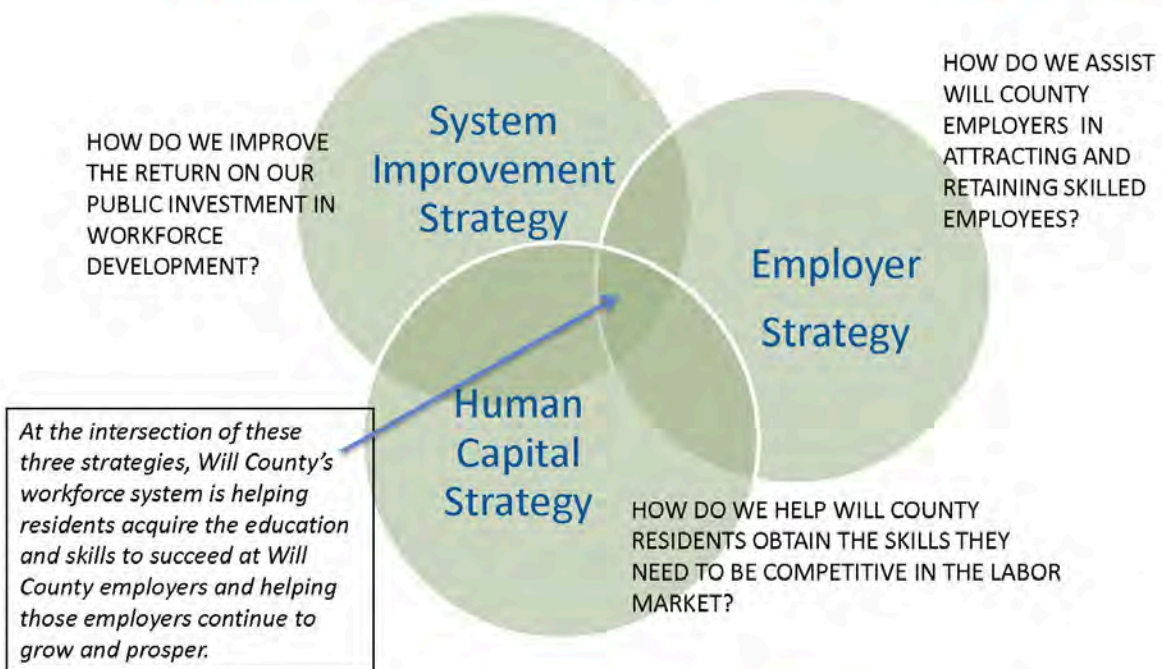 System
Improvement
Strategy
HOW DO WE IMPROVE
THE RETURN ON OUR
PUBLIC INVESTMENT IN
WORKFORCE
DEVELOPMENT?
HOW DO WE ASSIST
WILL COUNTY
EMPLOYERS IN
ATTRACTING AND
RETAINING SKILLED
EMPLOYEES?
Employer
Strategy
Human
Capital
Strategy
HOW DO WE HELP WILL COUNTY
RESIDENTS OBTAIN THE SKILLS THEY
NEED TO BE COMPETITIVE IN THE LABOR
MARKET?
At the intersection of these
three strategies, Will County's
workforce system is helping
residents acquire the education
and skills to succeed at Will
County employers and helping
those employers continue to
grow and prosper.